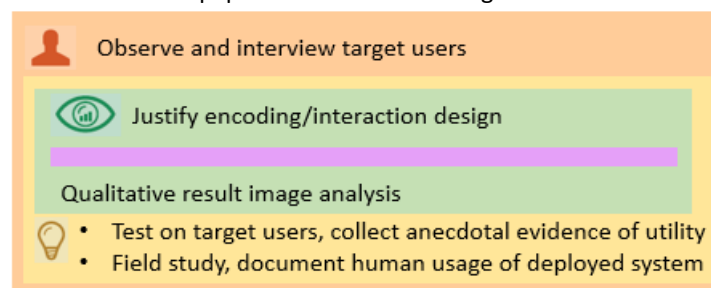 Observe and interview target users
Justify encoding/interaction design
Qualitative result image analysis
• Test on target users, collect anecdotal evidence of utility
• Field study, document human usage of deployed system